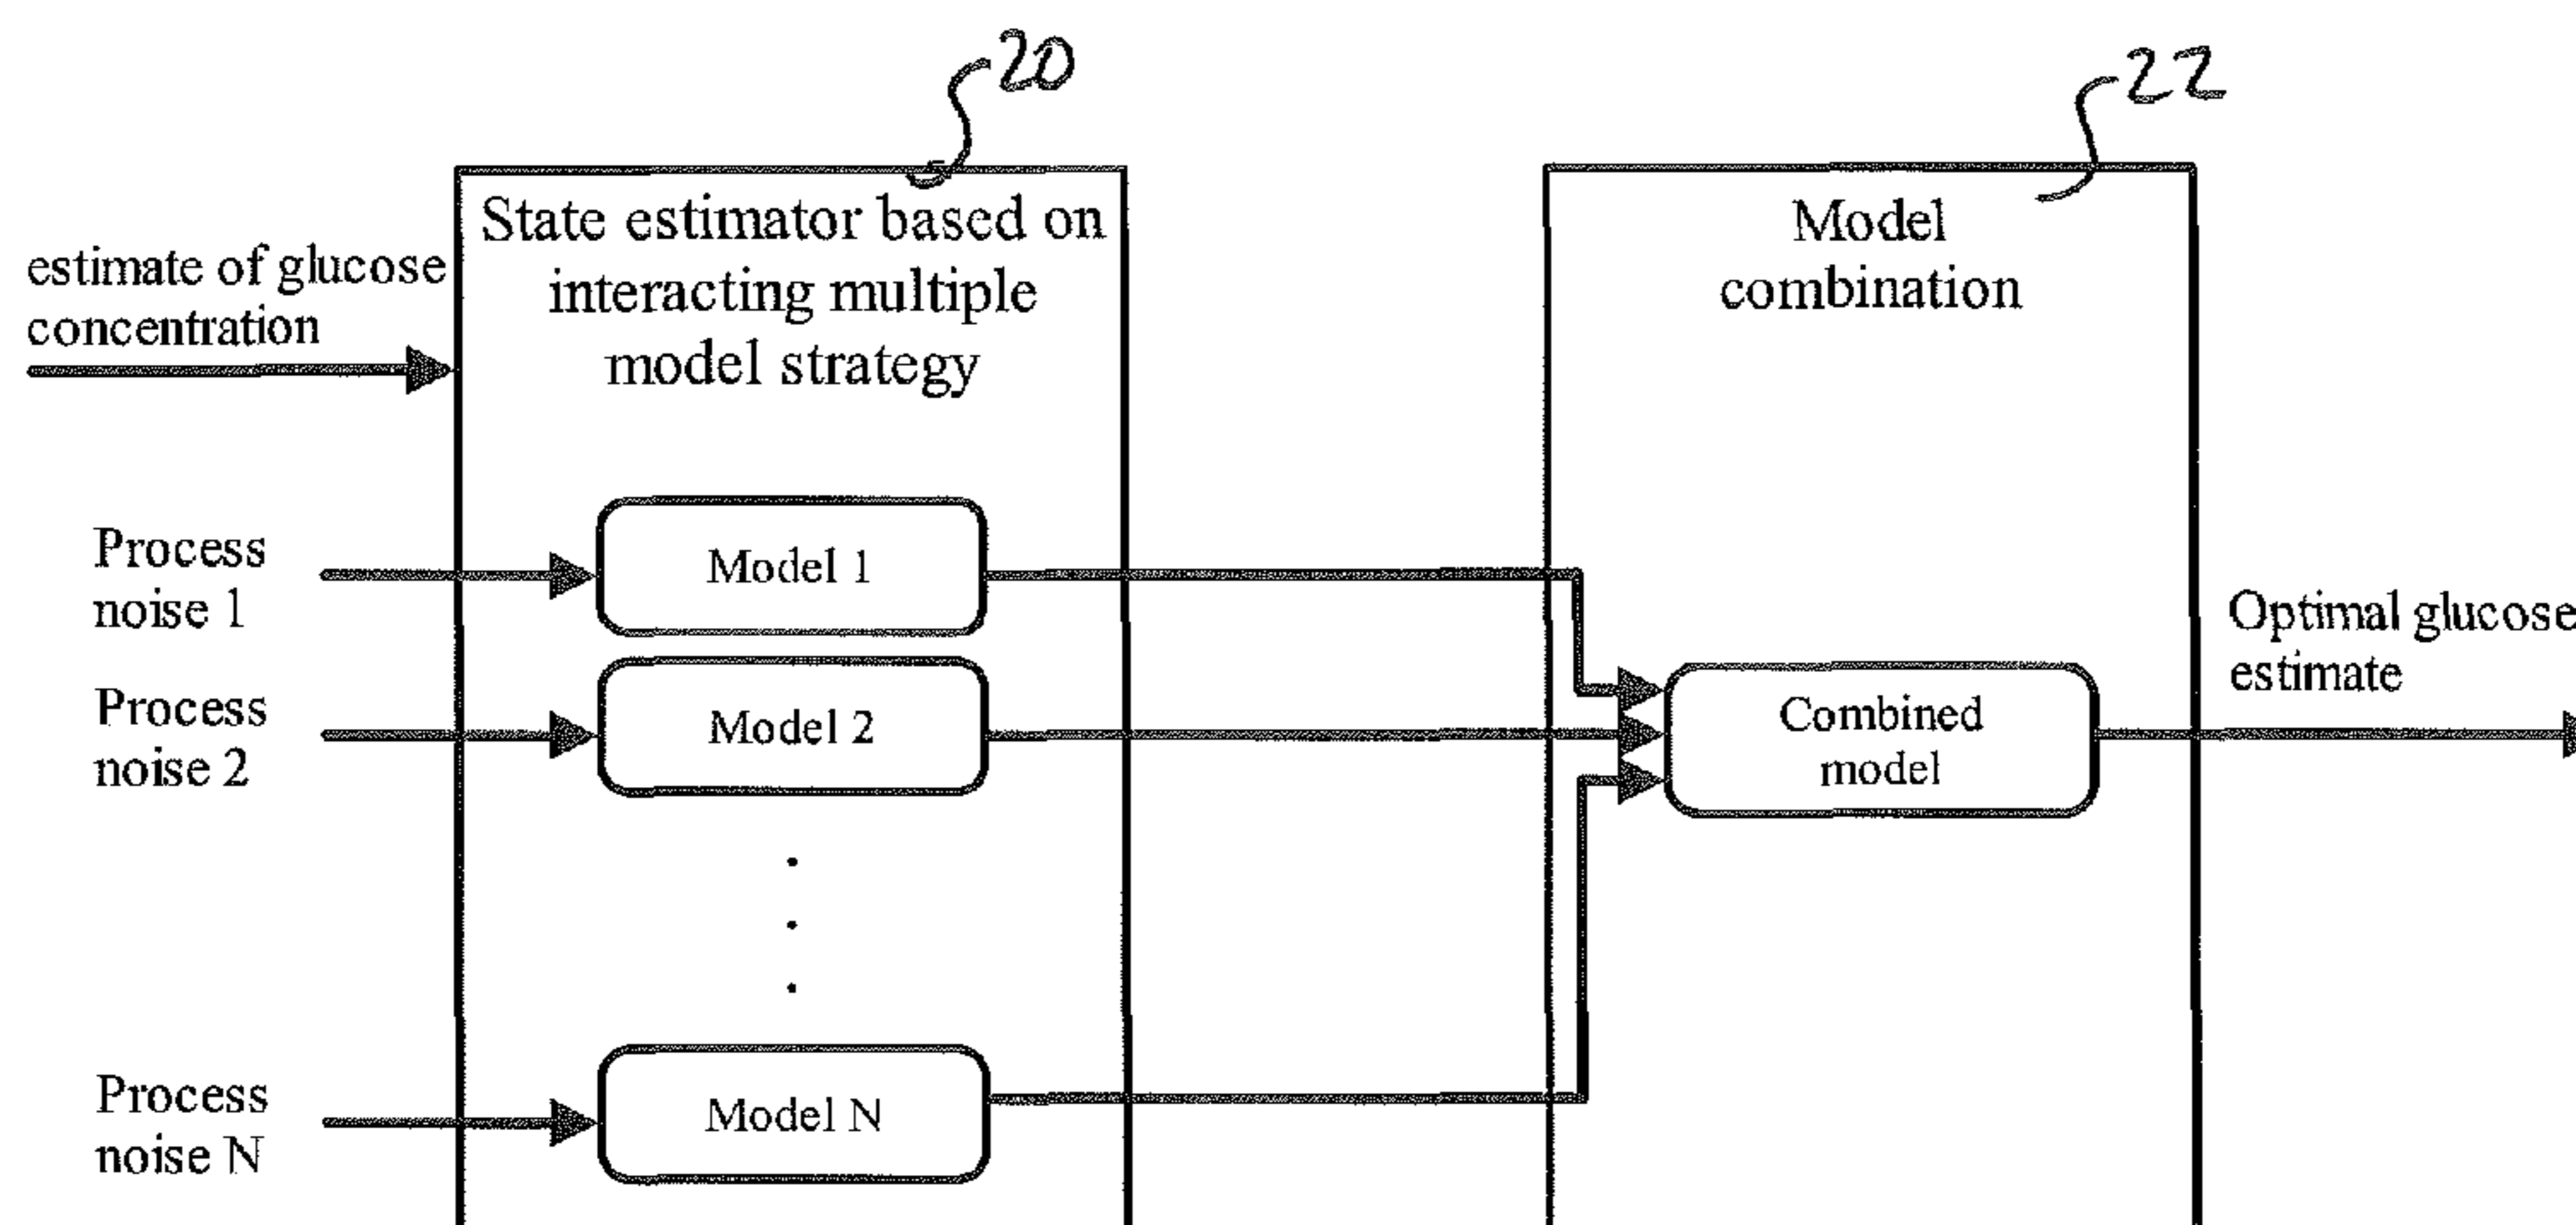 20
22
State estimator based on
interacting multiple
model strategy
Model
combination
estimate of glucose
concentration
Process
noise 1
Model 1
Process
noise 2
Model 2
Combined
model
Optimal glucose
estimate
Process
noise N
Model N